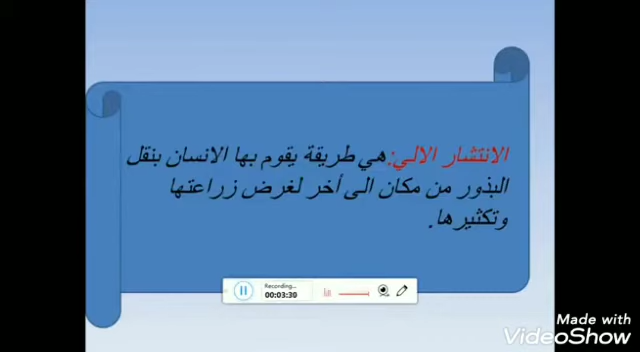 الانتشار الالي:هي طريقة يقوم بها الانسان بنقل
البذور من مكان الى أخر لغرض زراعتها
وتكثيرها.
Recording...
00:03:30
Made with
VideoShow